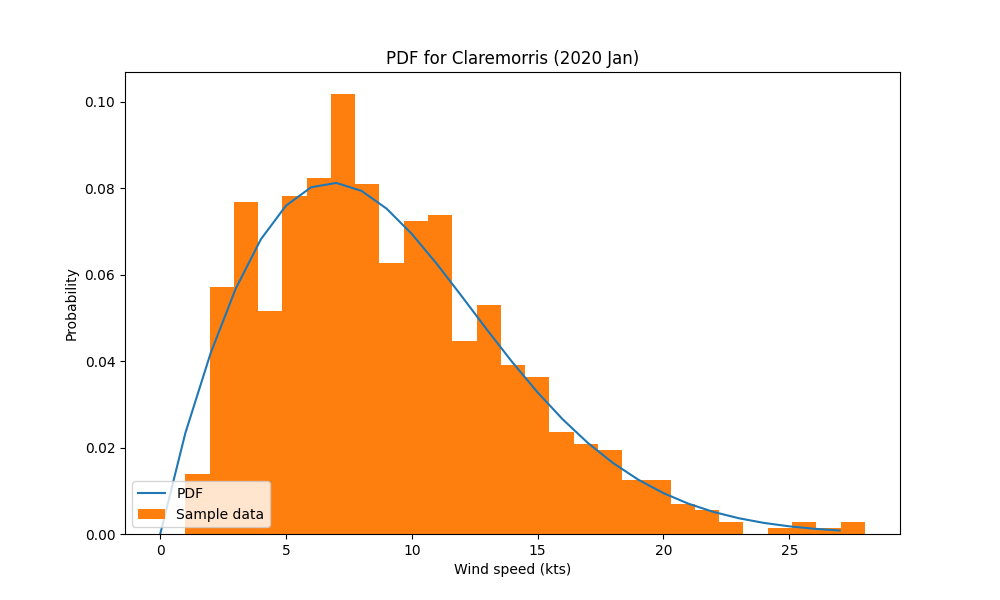 PDF for Claremorris (2020 Jan)
0.10
0.08
0.06
0.04
0.02
0.00
Probability
PDF
Sample data
0 5 10 15 20 25
Wind speed (kts)